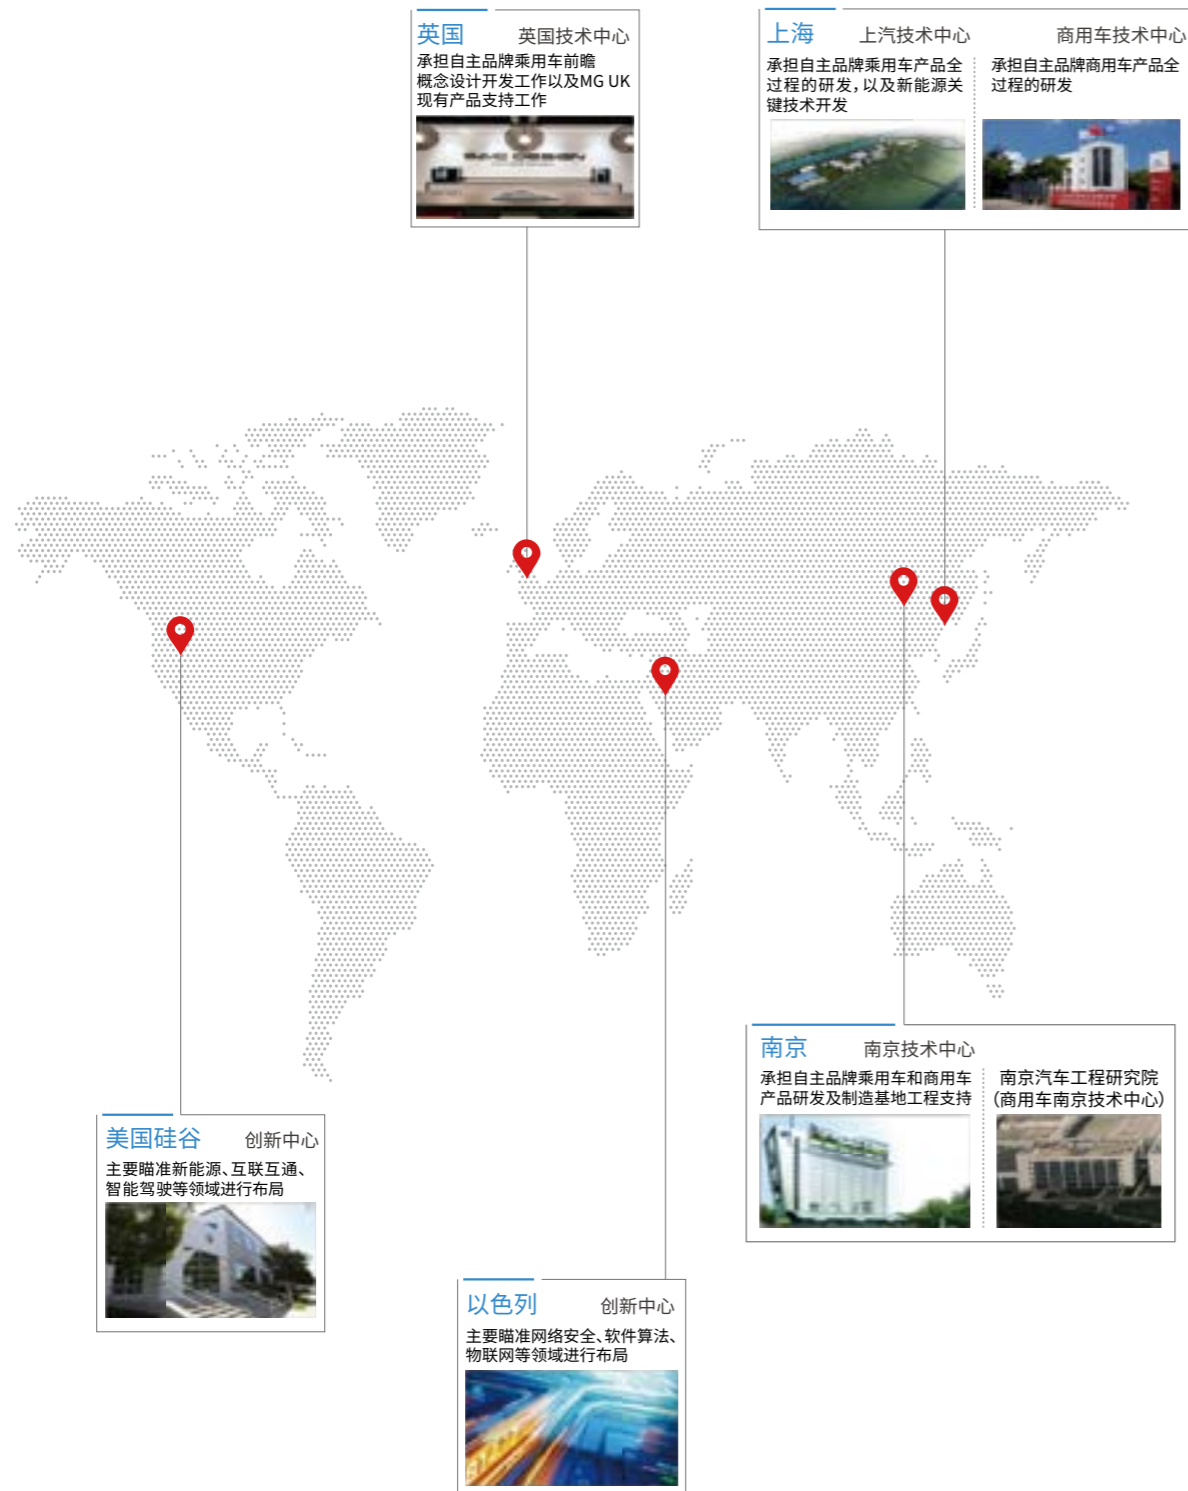 英国 英国技术中心
承担自主品牌乘用车前瞻
概念设计开发工作以及MG UK
现有产品支持工作
SAIC DESIGN
上海 上汽技术中心 商用车技术中心
承担自主品牌乘用车产品全
过程的研发，以及新能源关
键技术开发
承担自主品牌商用车产品全
过程的研发
南京 南京技术中心
承担自主品牌乘用车和商用车
产品研发及制造基地工程支持
南京汽车工程研究院
（商用车南京技术中心）
美国硅谷 创新中心
主要瞄准新能源、互联互通、
智能驾驶等领域进行布局
以色列 创新中心
主要瞄准网络安全、软件算法、
物联网等领域进行布局